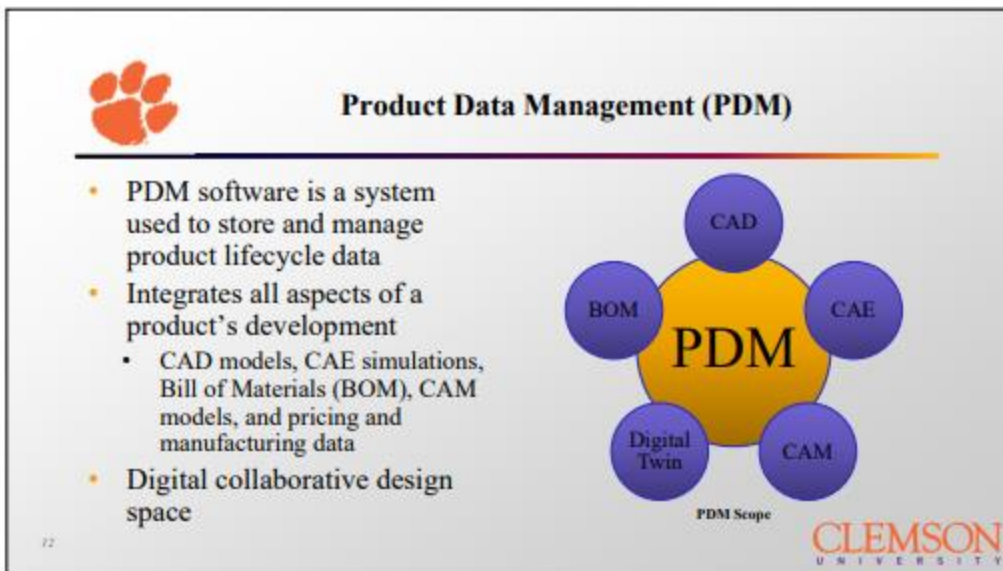 Product Data Management (PDM)
• PDM software is a system
used to store and manage
product lifecycle data
• Integrates all aspects of a
product's development
• CAD models, CAE simulations,
Bill of Materials (BOM), CAM
models, and pricing and
manufacturing data
• Digital collaborative design
space
CAD
BOM
CAE
PDM
Digital
Twin
CAM
PDM Scope
CLEMSON
UNIVERSITY